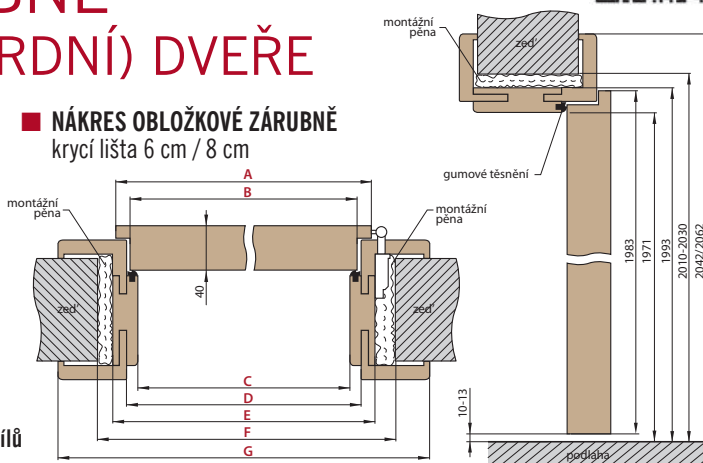 RDNÍ) DVEŘE
NÁKRES OBLOŽKOVÉ ZÁRUBNĚ
krycí lišta 6 cm / 8 cm
A
B
montážní
pěna
montážní
pěna
40
zeď
zeď
C
D
E
F
G
ílů
montážní
pěna
zeď
gumové těsnění
1983
1971
1993
2010-2030
2042/2062
10-13
podlaha